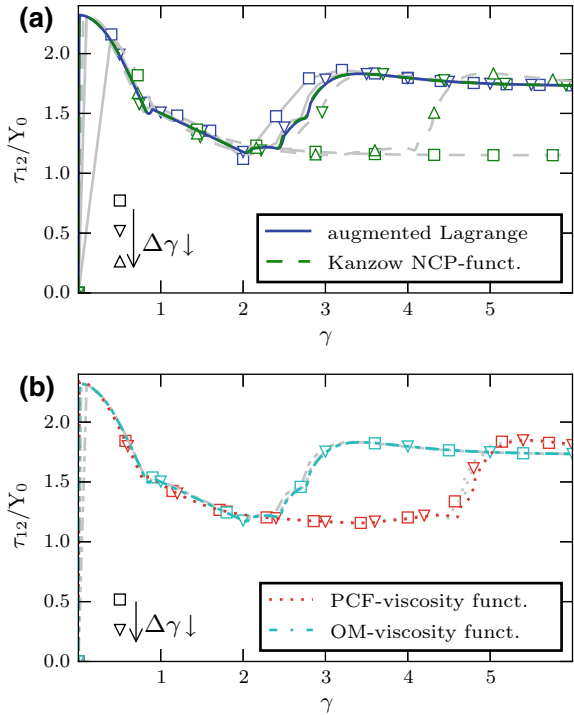 (a)
2.0
1.5
1.0
0.5
0.0
τ12/Y0
Δγ↓
augmented Lagrange
Kanzow NCP-funct.
1 2 3 4 5
γ
(b)
2.0
1.5
1.0
0.5
0.0
τ12/Y0
Δγ↓
PCF-viscosity funct.
OM-viscosity funct.
1 2 3 4 5
γ